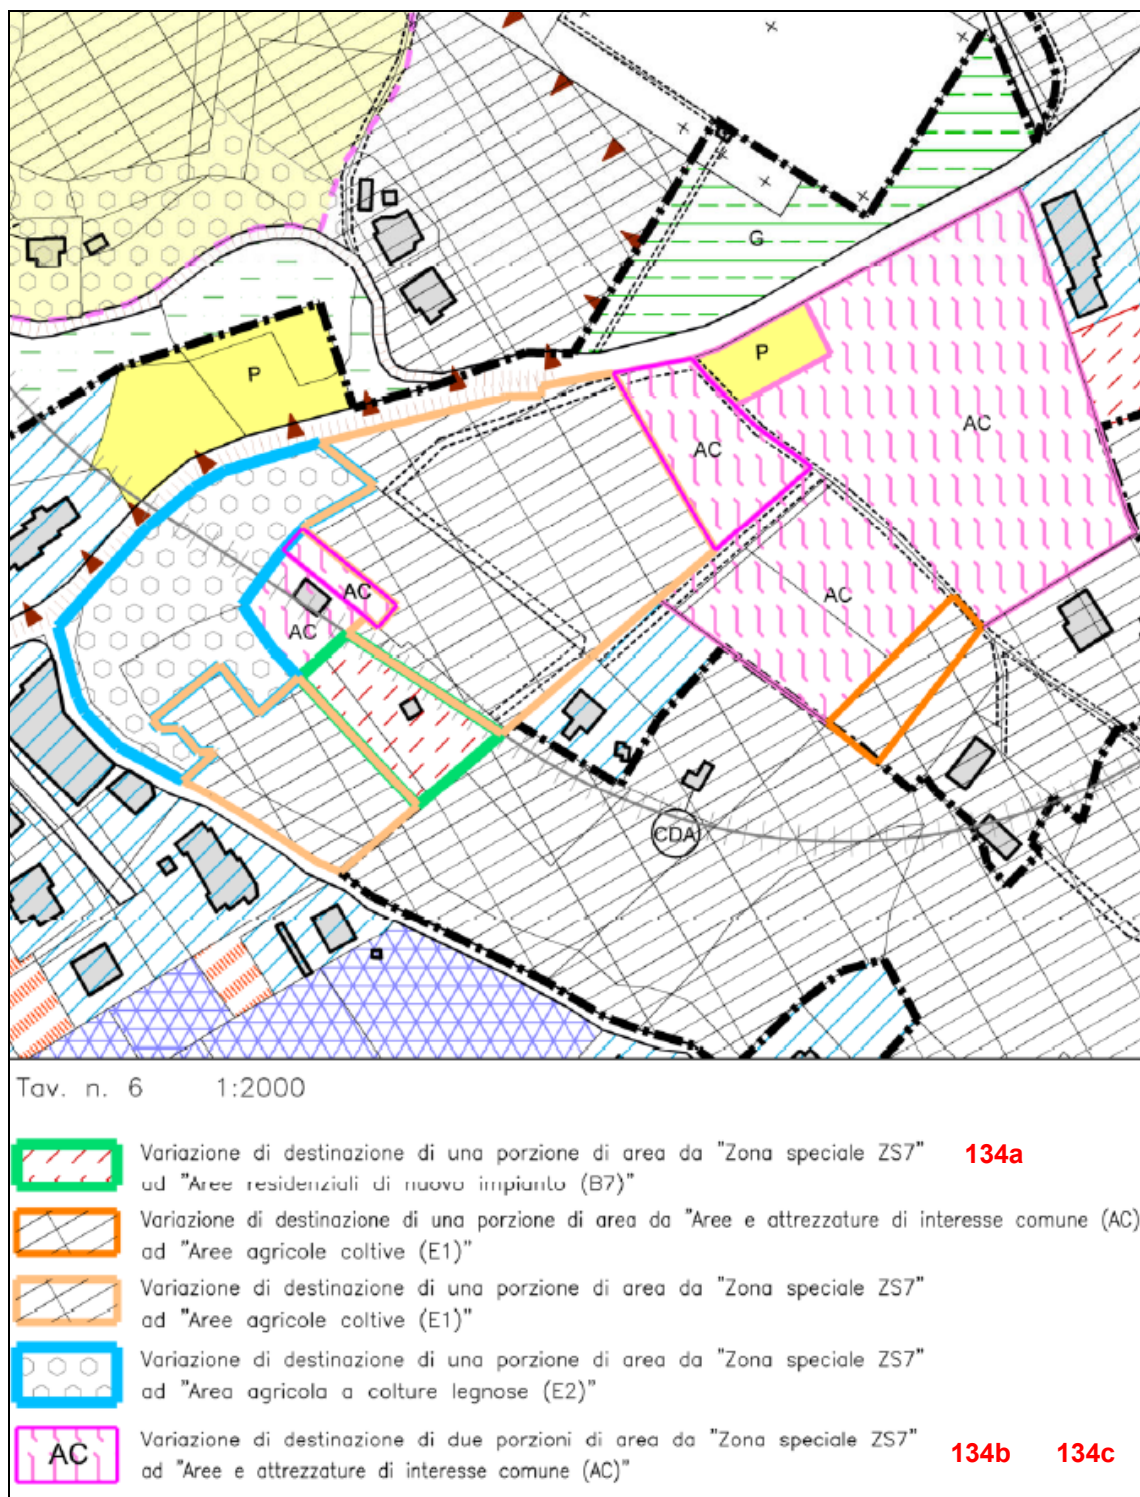 G
P
P
AC
AC
AC
AC
AC
CDA
Tav. n. 6 1:2000
Variazione di destinazione di una porzione di area da "Zona speciale ZS7" 134a
ad "Aree residenziali di nuovo impianto (B7)"
Variazione di destinazione di una porzione di area da "Aree e attrezzature di interesse comune (AC)
ad "Aree agricole coltive (E1)"
Variazione di destinazione di una porzione di area da "Zona speciale ZS7"
ad "Aree agricole coltive (E1)"
Variazione di destinazione di una porzione di area da "Zona speciale ZS7"
ad "Area agricola a colture legnose (E2)"
AC
Variazione di destinazione di due porzioni di area da "Zona speciale ZS7"
ad "Aree e attrezzature di interesse comune (AC)"
134b 134c